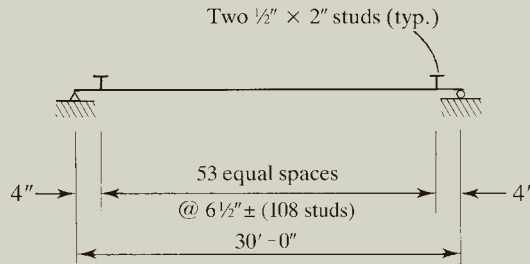 Two ½" × 2" studs (typ.)
53 equal spaces
4" 4"
@ 6½"± (108 studs)
30'-0"